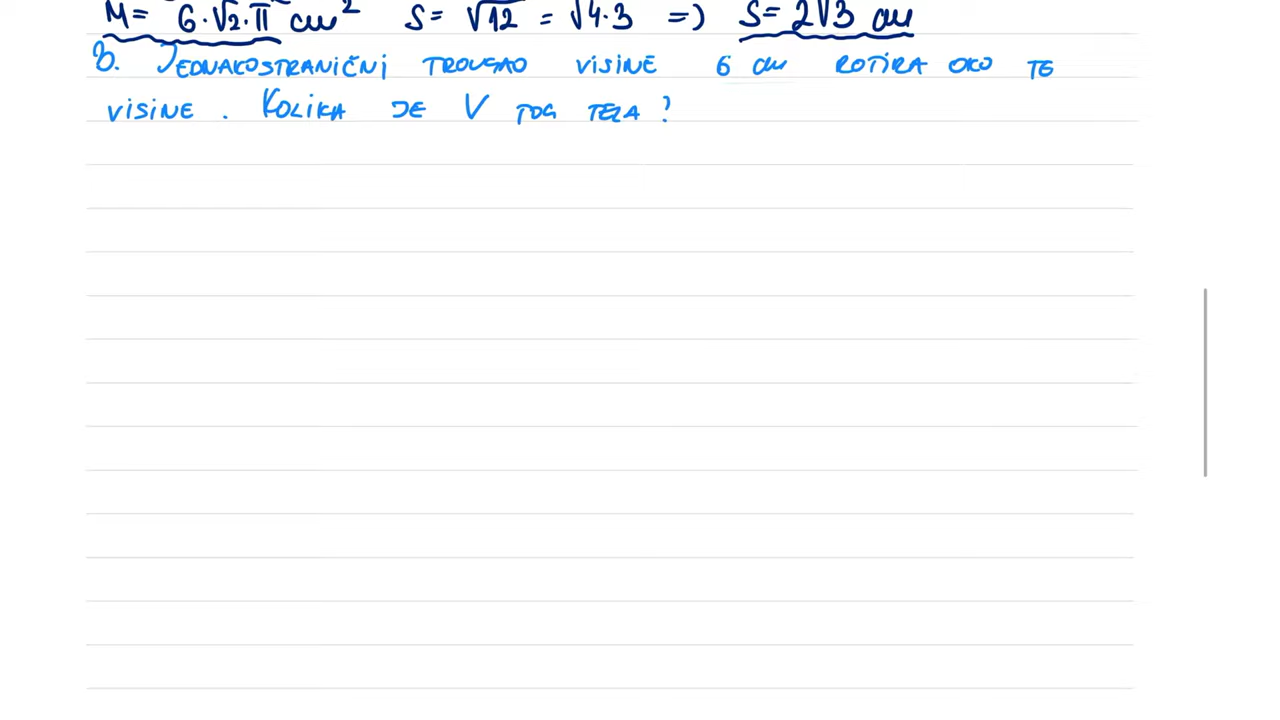 M= 6·√2·π cm² S= √12 = √4·3 => S= 2√3 cm
3. JEDNAKOSTRANIČNI TROUGAO VISINE 6 cm ROTIRA OKO TE
VISINE. KOLIKA JE V TOG TELA?